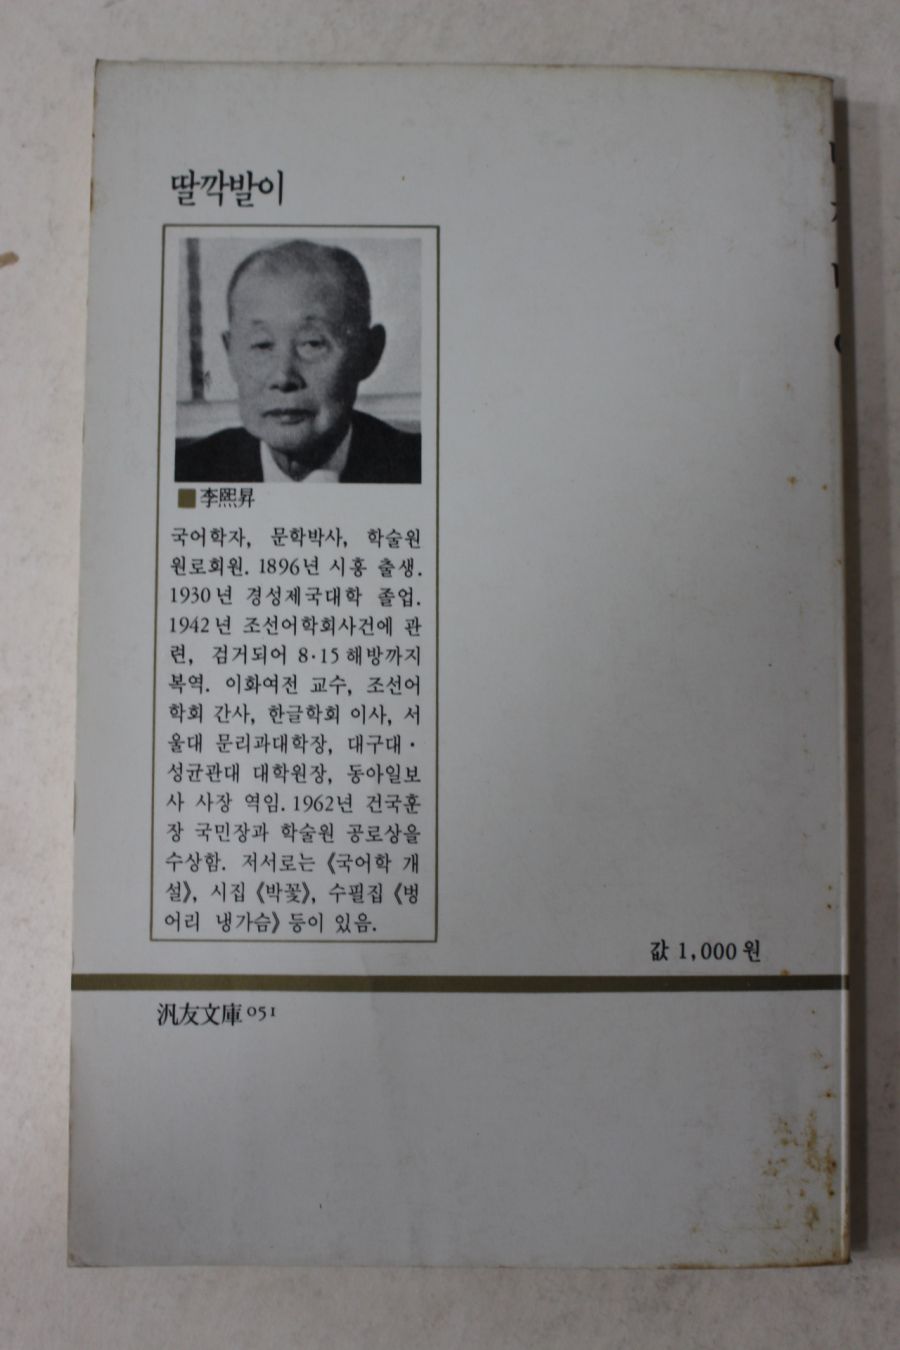 딸깍발이
李熙昇
국어학자, 문학박사, 학술원
원로회원. 1896년 시흥 출생.
1930년 경성제국대학 졸업.
1942년 조선어학회사건에 관
련, 검거되어 8·15 해방까지
복역. 이화여전 교수, 조선어
학회 간사, 한글학회 이사, 서
울대 문리과대학장, 대구대·
성균관대 대학원장, 동아일보
사 사장 역임. 1962년 건국훈
장 국민장과 학술원 공로상을
수상함. 저서로는 《국어학 개
설》, 시집 《박꽃》, 수필집 《벙
어리 냉가슴》 등이 있음.
값 1,000원
汎友文庫 051